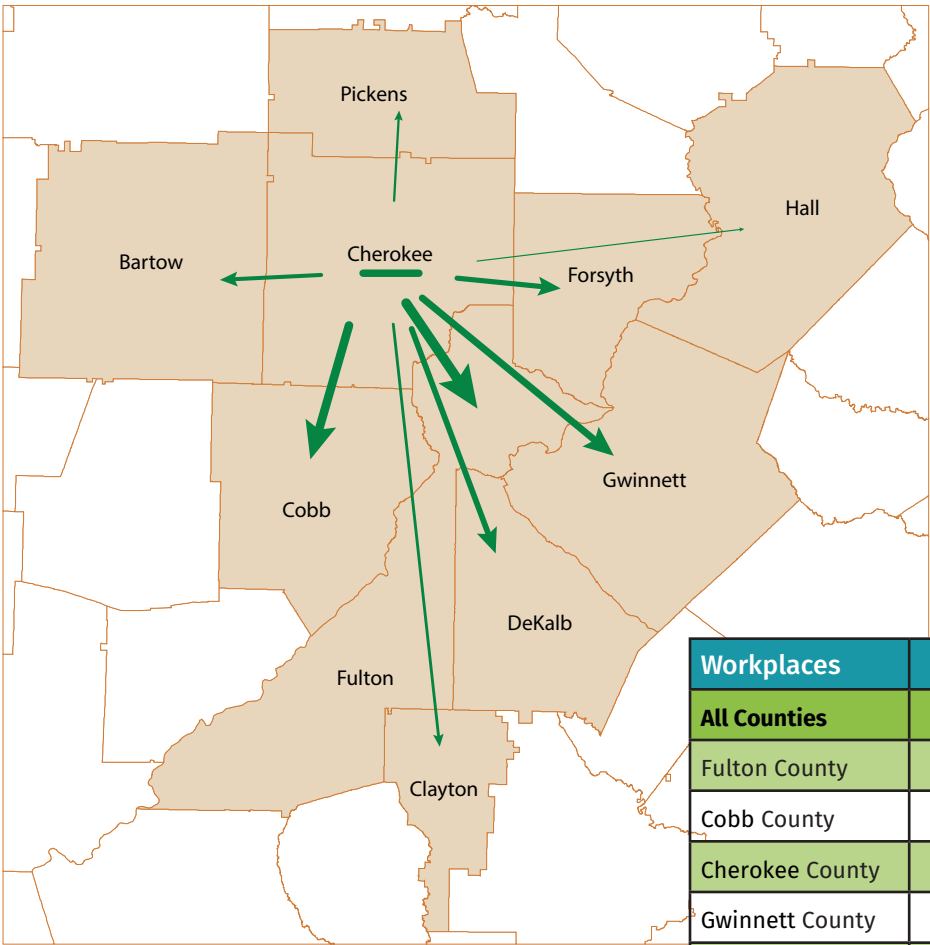 Pickens
Hall
Cherokee
Bartow
Forsyth
Gwinnett
Cobb
DeKalb
Fulton
Clayton
Workplaces
All Counties
Fulton County
Cobb County
Cherokee County
Gwinnett County